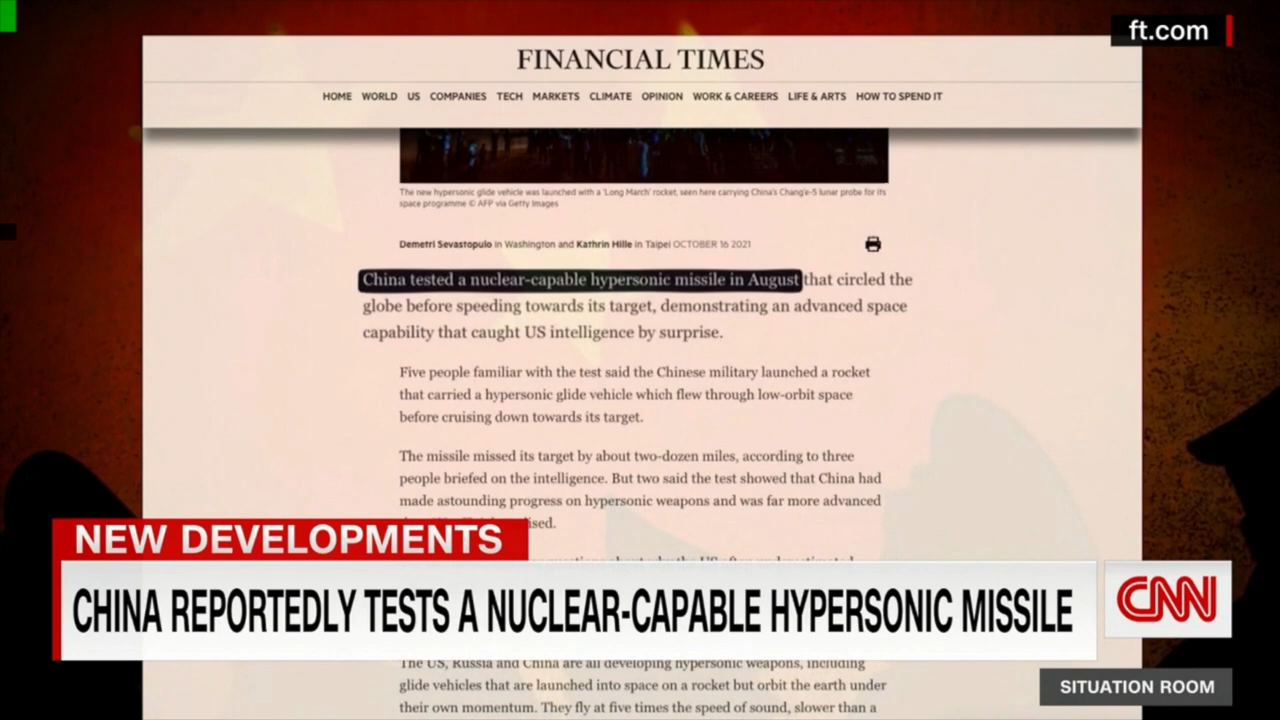 ft.com
FINANCIAL TIMES
HOME WORLD US COMPANIES TECH MARKETS CLIMATE OPINION WORK & CAREERS LIFE & ARTS HOW TO SPEND IT
The new hypersonic glide vehicle was launched with a 'Long March' rocket, seen here carrying China's Chang'e-5 lunar probe for its
space programme © AFP via Getty Images
Demetri Sevastopulo in Washington and Kathrin Hille in Taipei OCTOBER 16 2021
China tested a nuclear-capable hypersonic missile in August that circled the
globe before speeding towards its target, demonstrating an advanced space
capability that caught US intelligence by surprise.
Five people familiar with the test said the Chinese military launched a rocket
that carried a hypersonic glide vehicle which flew through low-orbit space
before cruising down towards its target.
The missile missed its target by about two-dozen miles, according to three
people briefed on the intelligence. But two said the test showed that China had
made astounding progress on hypersonic weapons and was far more advanced
NEW DEVELOPMENTS
CHINA REPORTEDLY TESTS A NUCLEAR-CAPABLE HYPERSONIC MISSILE
CNN
The US, Russia and China are all developing hypersonic weapons, including
glide vehicles that are launched into space on a rocket but orbit the earth under
their own momentum. They fly at five times the speed of sound, slower than a
SITUATION ROOM